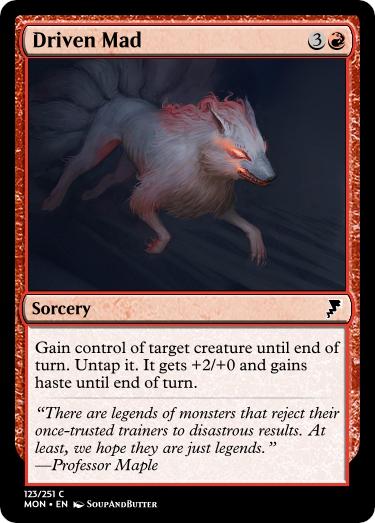 Driven Mad 3
Sorcery
Gain control of target creature until end of
turn. Untap it. It gets +2/+0 and gains
haste until end of turn.
“There are legends of monsters that reject their
once-trusted trainers to disastrous results. At
least, we hope they are just legends.”
—Professor Maple
123/251 C
MON • EN SoupAndButter